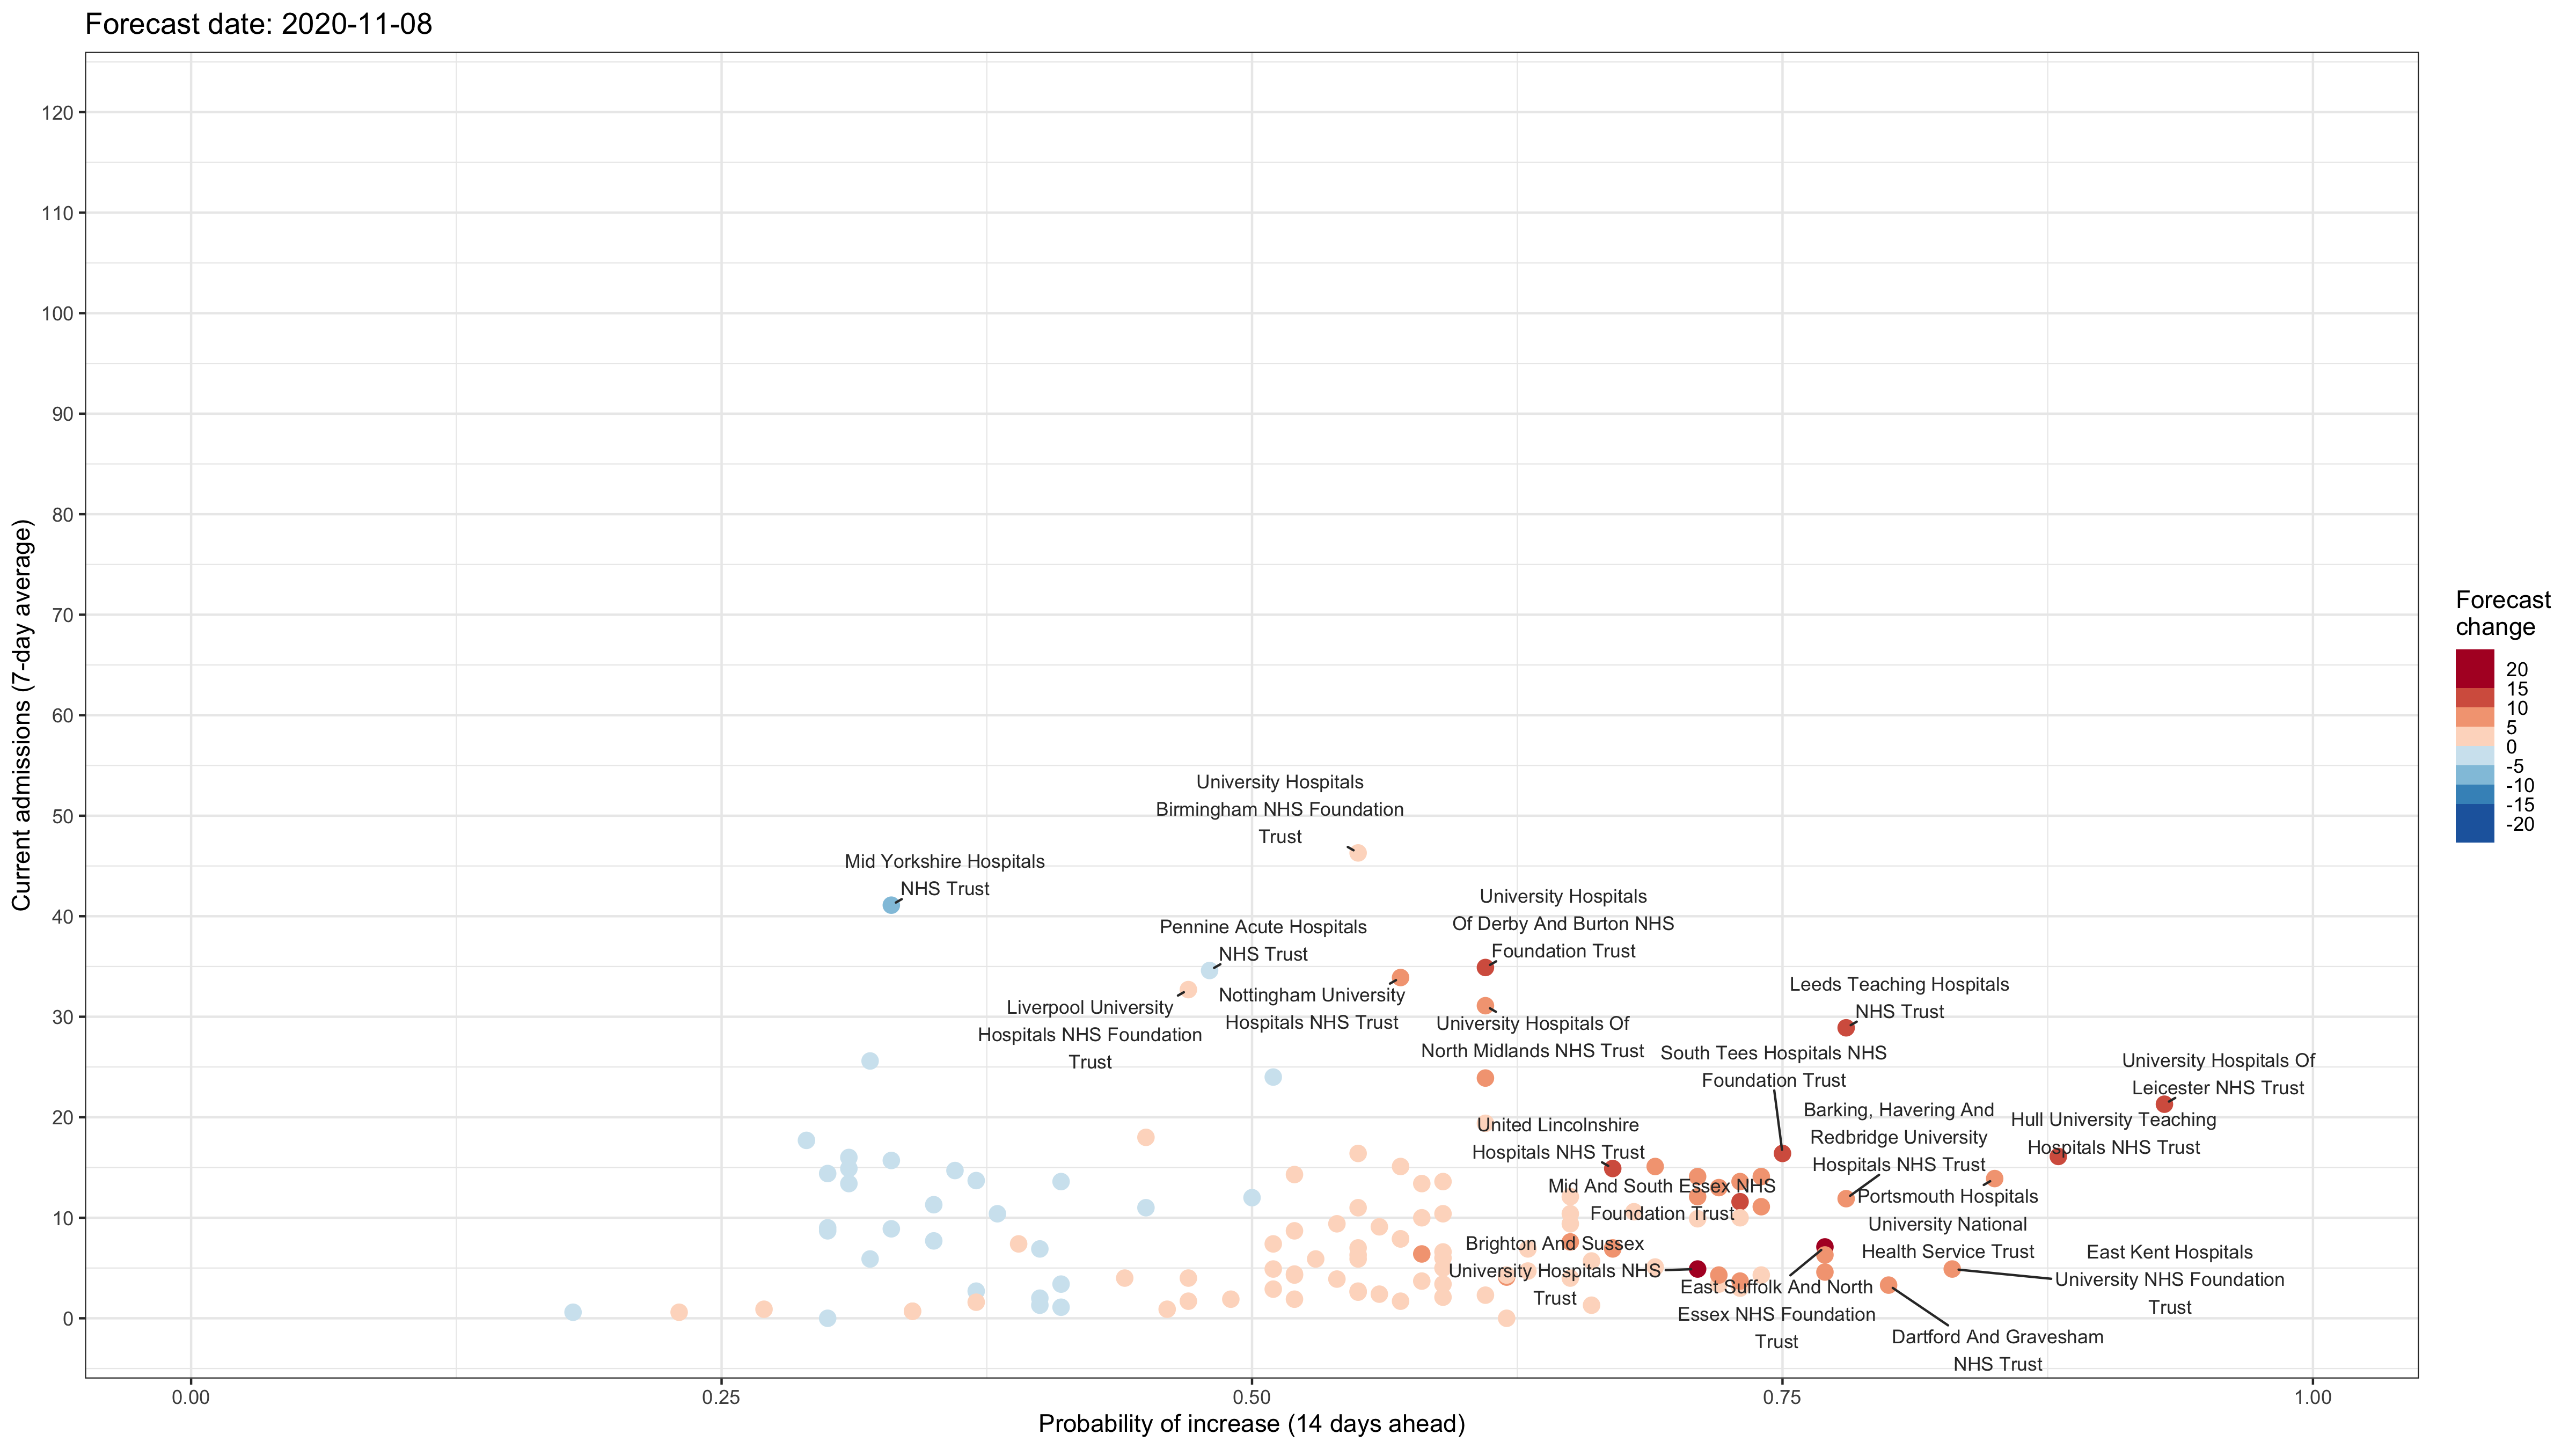 Forecast date: 2020-11-08
120
110
100
90
80
70
60
50
40
30
20
10
0
Current admissions (7-day average)
University Hospitals
Birmingham NHS Foundation
Trust
Mid Yorkshire Hospitals
NHS Trust
University Hospitals
Of Derby And Burton NHS
Foundation Trust
Pennine Acute Hospitals
NHS Trust
Liverpool University
Hospitals NHS Foundation
Trust
Nottingham University
Hospitals NHS Trust
University Hospitals Of
North Midlands NHS Trust
Leeds Teaching Hospitals
NHS Trust
South Tees Hospitals NHS
Foundation Trust
University Hospitals Of
Leicester NHS Trust
Barking, Havering And
Redbridge University
Hospitals NHS Trust
Hull University Teaching
Hospitals NHS Trust
United Lincolnshire
Hospitals NHS Trust
Mid And South Essex NHS
Foundation Trust
Portsmouth Hospitals
University National
Health Service Trust
Brighton And Sussex
University Hospitals NHS
Trust
East Suffolk And North
Essex NHS Foundation
Trust
East Kent Hospitals
University NHS Foundation
Trust
Dartford And Gravesham
NHS Trust
0.00
0.25
0.50
0.75
1.00
Probability of increase (14 days ahead)
Forecast
change
20
15
10
5
0
-5
-10
-15
-20